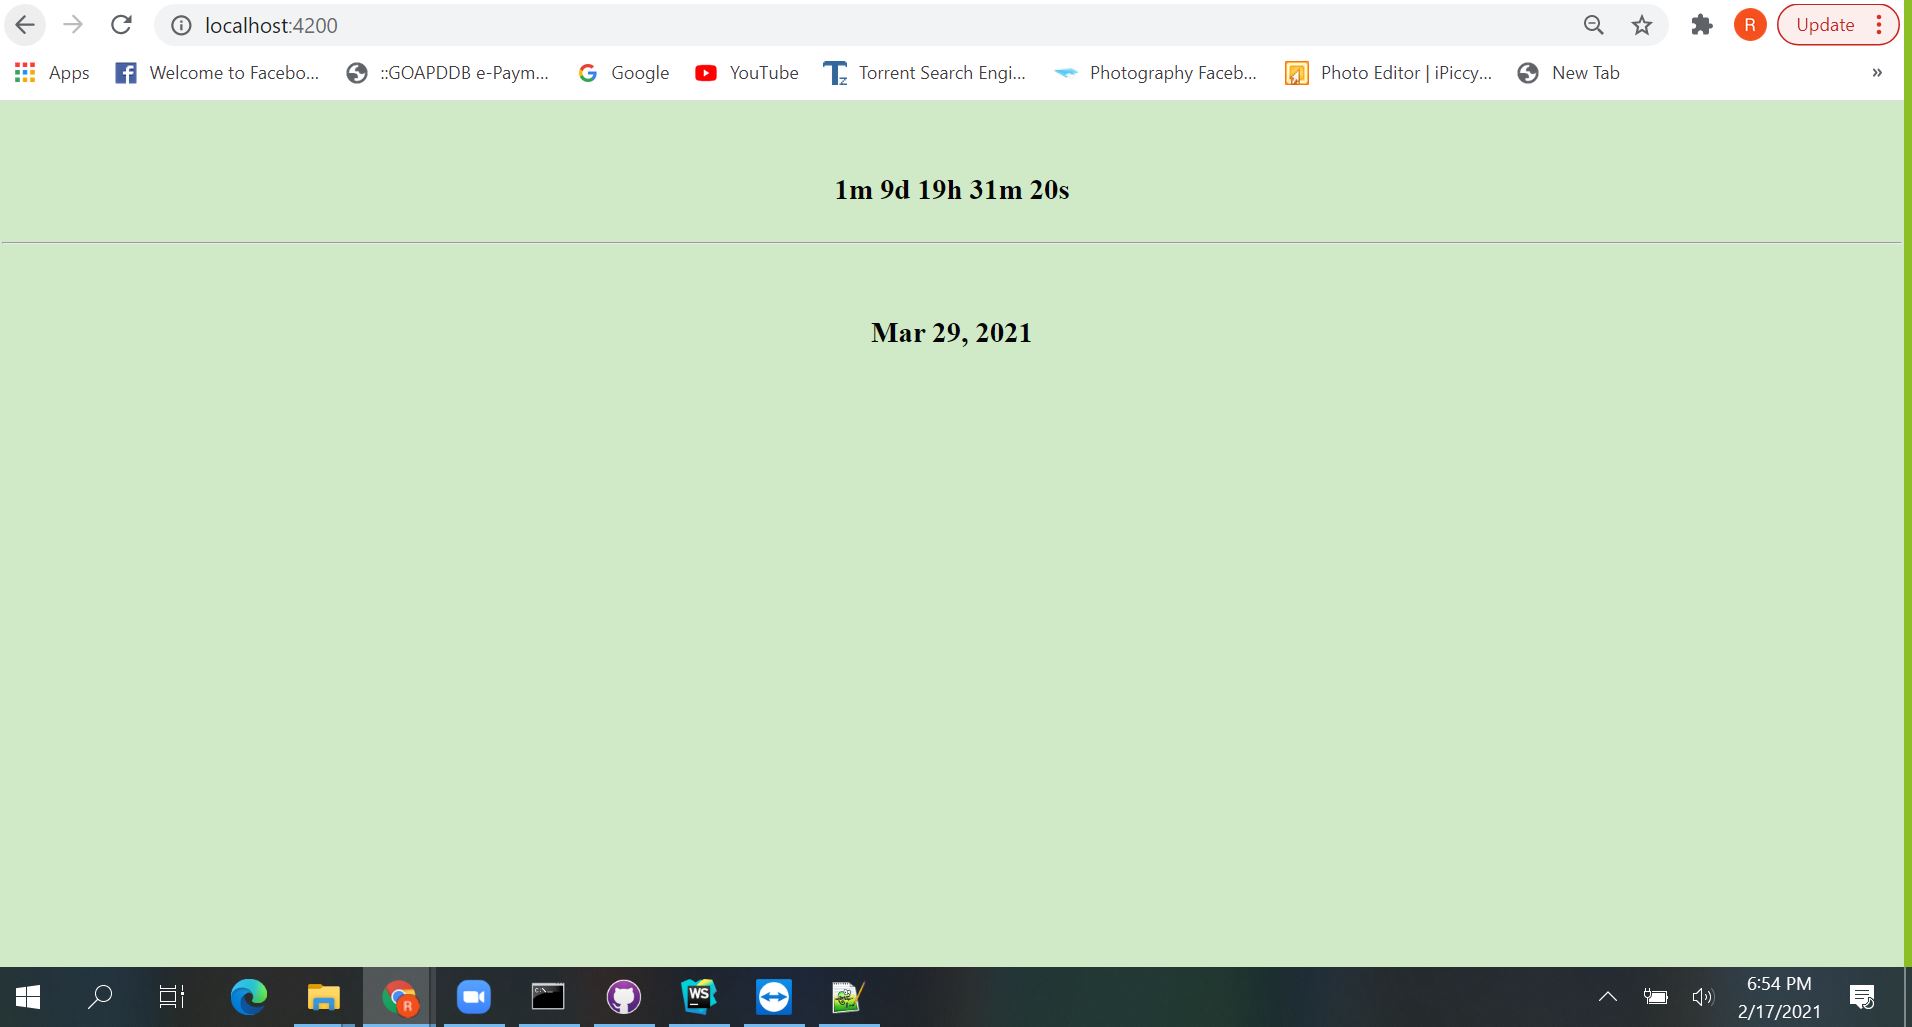 localhost:4200
R
Update
Apps
Welcome to Facebo...
::GOAPDDB e-Paym...
Google
YouTube
Torrent Search Engi...
Photography Faceb...
Photo Editor | iPiccy...
New Tab
»
1m 9d 19h 31m 20s
Mar 29, 2021
R
WS
6:54 PM
2/17/2021